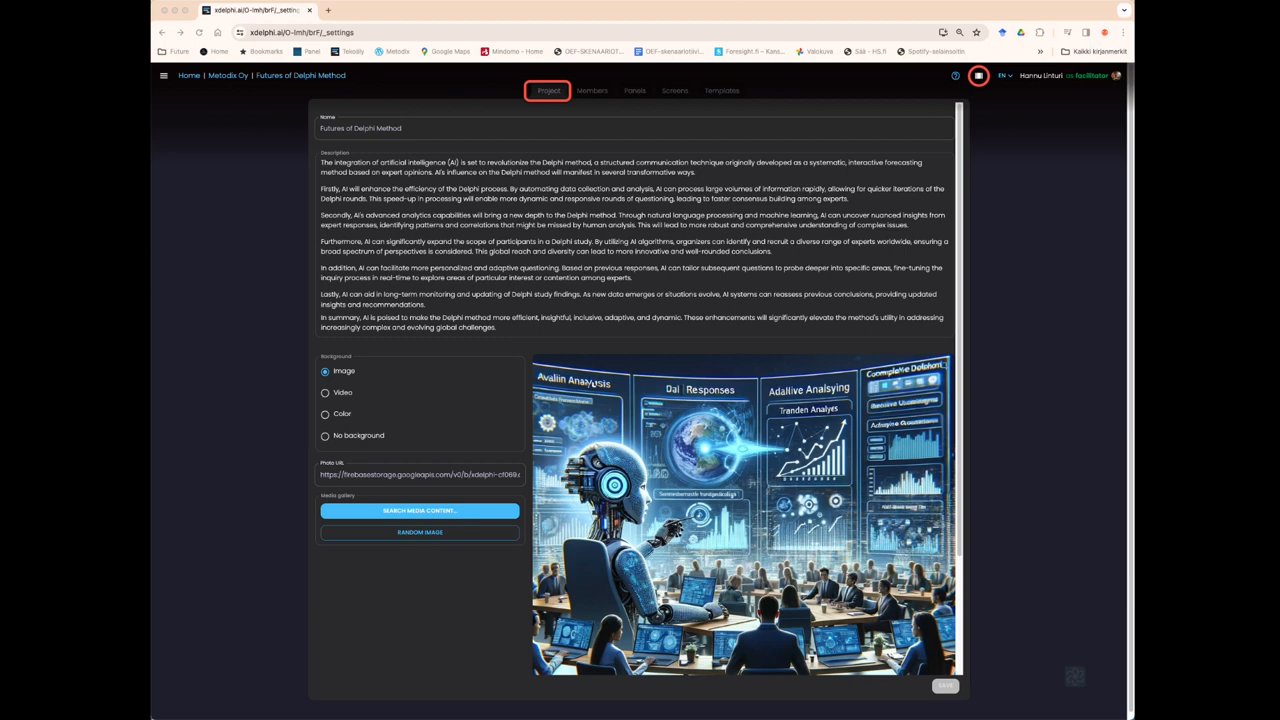 xdelphi.ai/O-Imh/brF/_settings
xdelphi.ai/O-Imh/brF/_settings
Future
Home
Bookmarks
Panel
Tekodly
Metodix
Google Maps
Mindomo - Home
OEF-SKENAARIOT...
OEF-skenaariotiivi...
Foresight.fi – Kans...
Valokuva
Sää - HS.fi
Spotify-selainsoitin
»
Kaikki kirjanmerkit
Home | Metodix Oy | Futures of Delphi Method
EN
Hannu Linturi as facilitator
Project
Members
Panels
Screens
Templates
Name
Futures of Delphi Method
Description
The integration of artificial intelligence (AI) is set to revolutionize the Delphi method, a structured communication technique originally developed as a systematic, interactive forecasting
method based on expert opinions. AI's influence on the Delphi method will manifest in several transformative ways.
Firstly, AI will enhance the efficiency of the Delphi process. By automating data collection and analysis, AI can process large volumes of information rapidly, allowing for quicker iterations of the
Delphi rounds. This speed-up in processing will enable more dynamic and responsive rounds of questioning, leading to faster consensus building among experts.
Secondly, AI's advanced analytics capabilities will bring a new depth to the Delphi method. Through natural language processing and machine learning, AI can uncover nuanced insights from
expert responses, identifying patterns and correlations that might be missed by human analysis. This will lead to more robust and comprehensive understanding of complex issues.
Furthermore, AI can significantly expand the scope of participants in a Delphi study. By utilizing AI algorithms, organizers can identify and recruit a diverse range of experts worldwide, ensuring a
broad spectrum of perspectives is considered. This global reach and diversity can lead to more innovative and well-rounded conclusions.
In addition, AI can facilitate more personalized and adaptive questioning. Based on previous responses, AI can tailor subsequent questions to probe deeper into specific areas, fine-tuning the
inquiry process in real-time to explore areas of particular interest or contention among experts.
Lastly, AI can aid in long-term monitoring and updating of Delphi study findings. As new data emerges or situations evolve, AI systems can reassess previous conclusions, providing updated
insights and recommendations.
In summary, AI is poised to make the Delphi method more efficient, insightful, inclusive, adaptive, and dynamic. These enhancements will significantly elevate the method's utility in addressing
increasingly complex and evolving global challenges.
Background
Image
Video
Color
No background
Photo URL
https://firebasestorage.googleapis.com/v0/b/xdelphi-cf069.
Media gallery
SEARCH MEDIA CONTENT...
RANDOM IMAGE
Dal Responses
Adallive Analsying
Tranden Analyes
SAVE